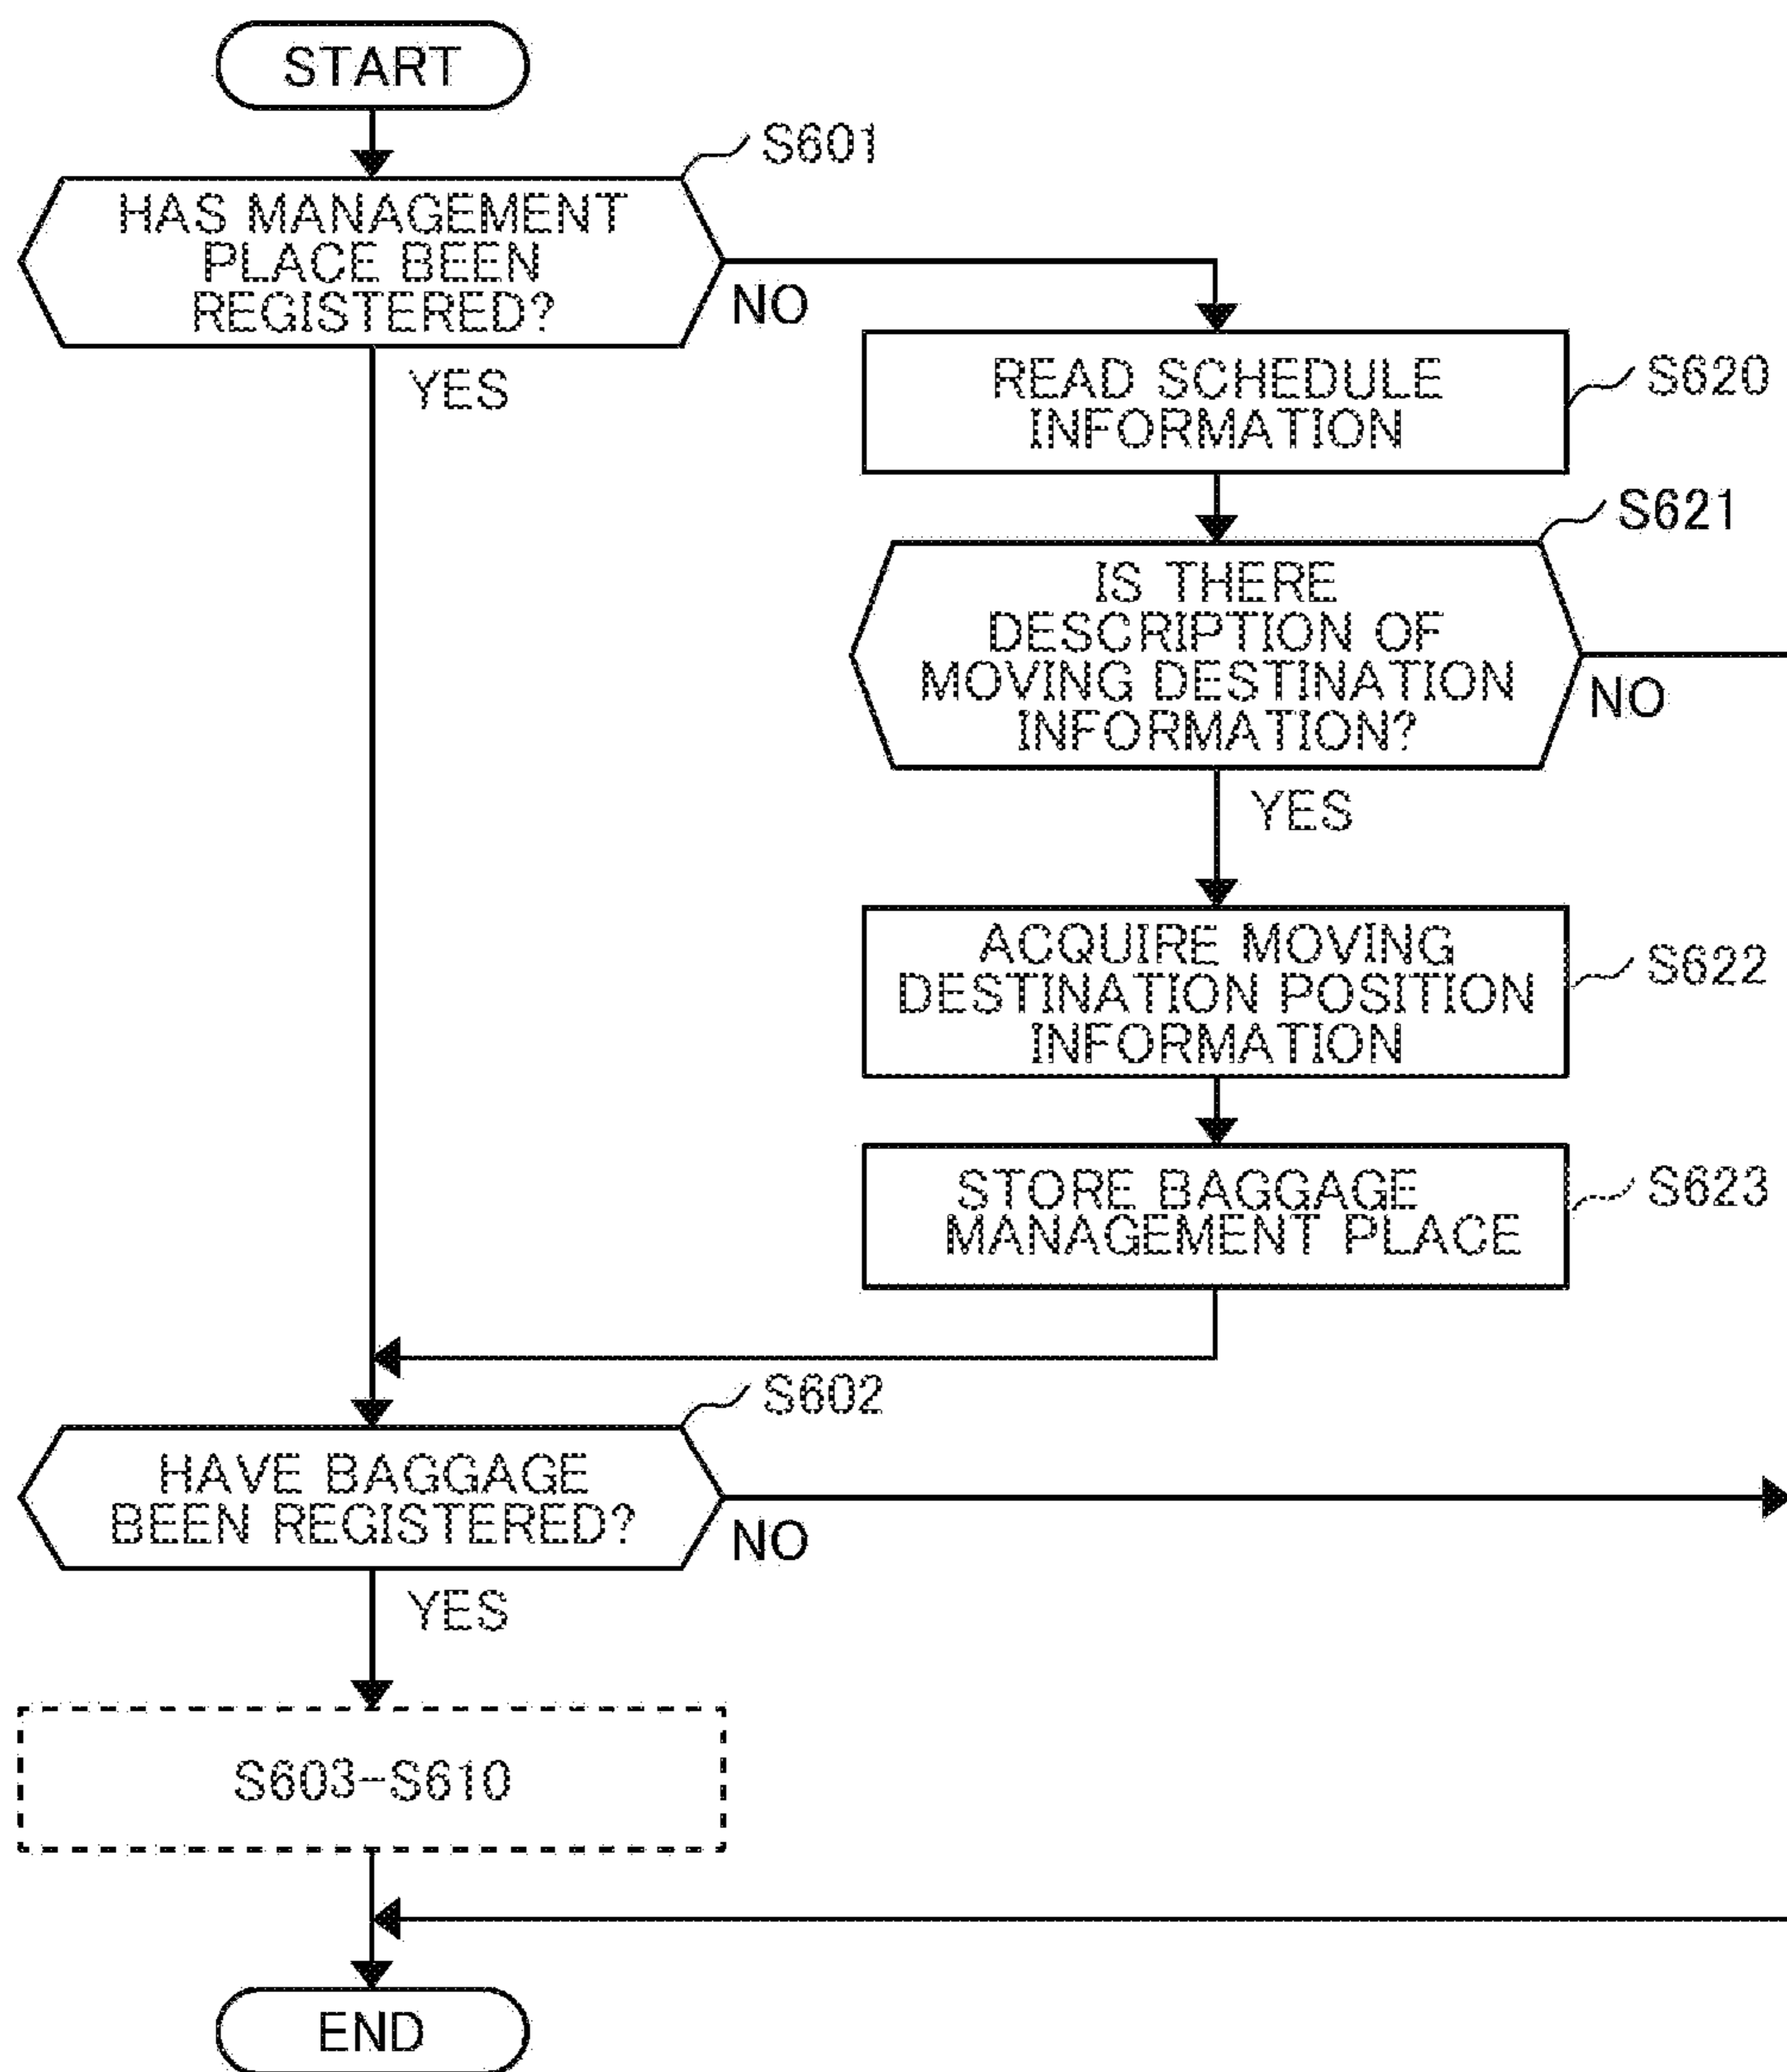 START
S601
HAS MANAGEMENT
PLACE BEEN
REGISTERED?
NO
YES
READ SCHEDULE
INFORMATION
S620
S621
IS THERE
DESCRIPTION OF
MOVING DESTINATION
INFORMATION?
NO
YES
ACQUIRE MOVING
DESTINATION POSITION
INFORMATION
S622
STORE BAGGAGE
MANAGEMENT PLACE
S623
S602
HAVE BAGGAGE
BEEN REGISTERED?
NO
YES
S603-S610
END